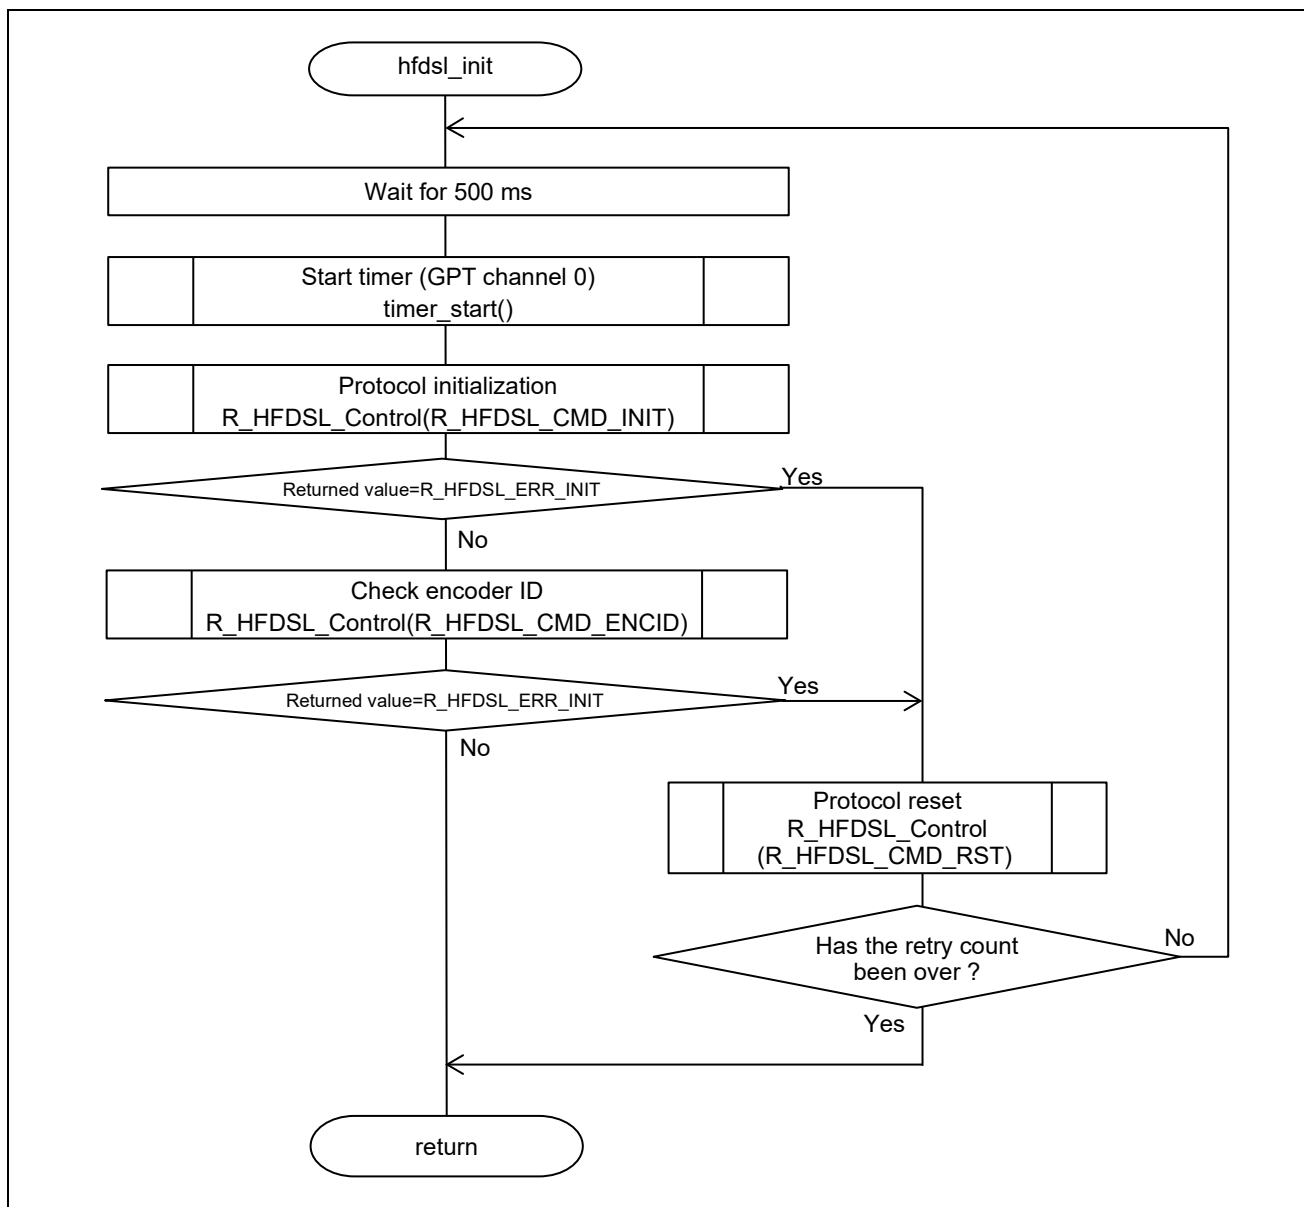 hfdsl_init
Wait for 500 ms
Start timer (GPT channel 0)
timer_start()
Protocol initialization
R_HFDSL_Control(R_HFDSL_CMD_INIT)
Returned value=R_HFDSL_ERR_INIT
Yes
No
Check encoder ID
R_HFDSL_Control(R_HFDSL_CMD_ENCID)
Returned value=R_HFDSL_ERR_INIT
Yes
No
Protocol reset
R_HFDSL_Control
(R_HFDSL_CMD_RST)
Has the retry count
been over ?
No
Yes
return